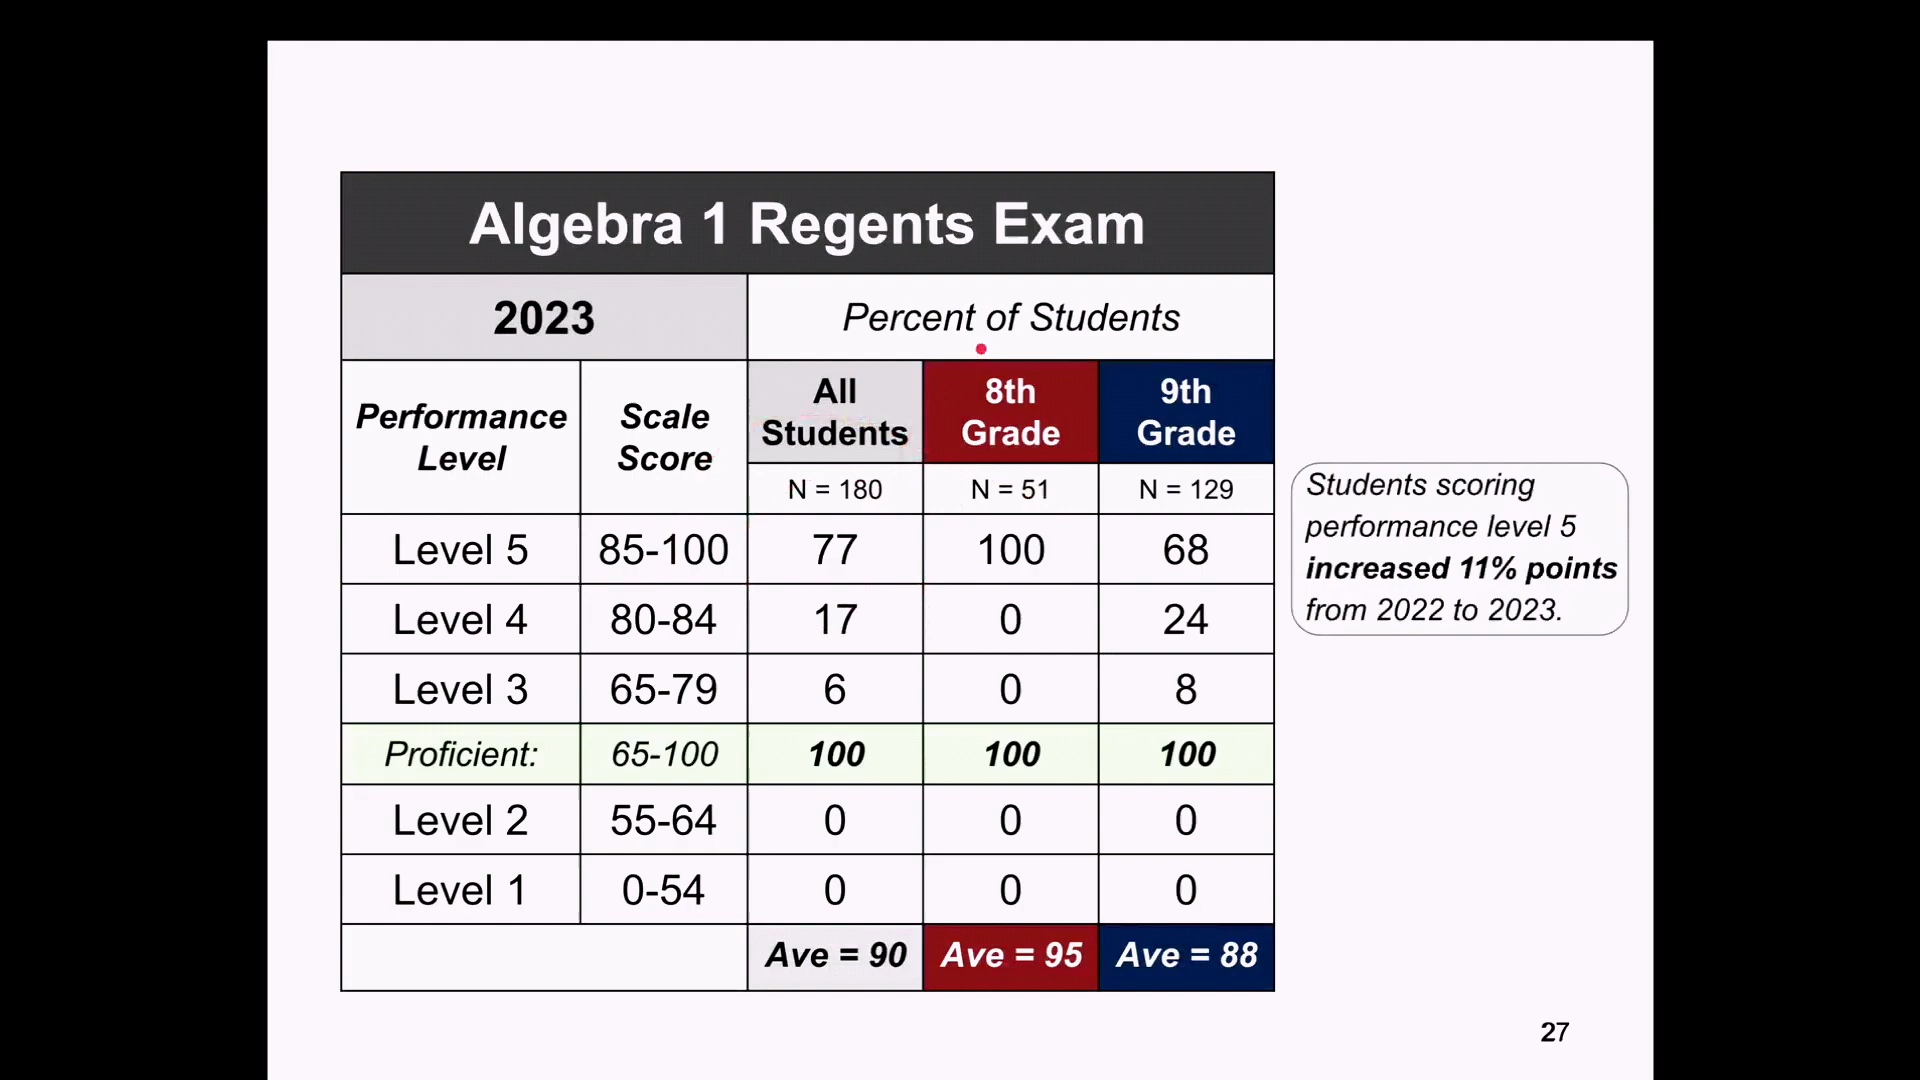 Algebra 1 Regents Exam
2023
Percent of Students
Performance
Level
Scale
Score
All
Students
8th
Grade
9th
Grade
N = 180
N = 51
N = 129
Level 5
85-100
77
100
68
Level 4
80-84
17
0
24
Level 3
65-79
6
0
8
Proficient:
65-100
100
100
100
Level 2
55-64
0
0
0
Level 1
0-54
0
0
0
Ave = 90
Ave = 95
Ave = 88
Students scoring
performance level 5
increased 11% points
from 2022 to 2023.
27